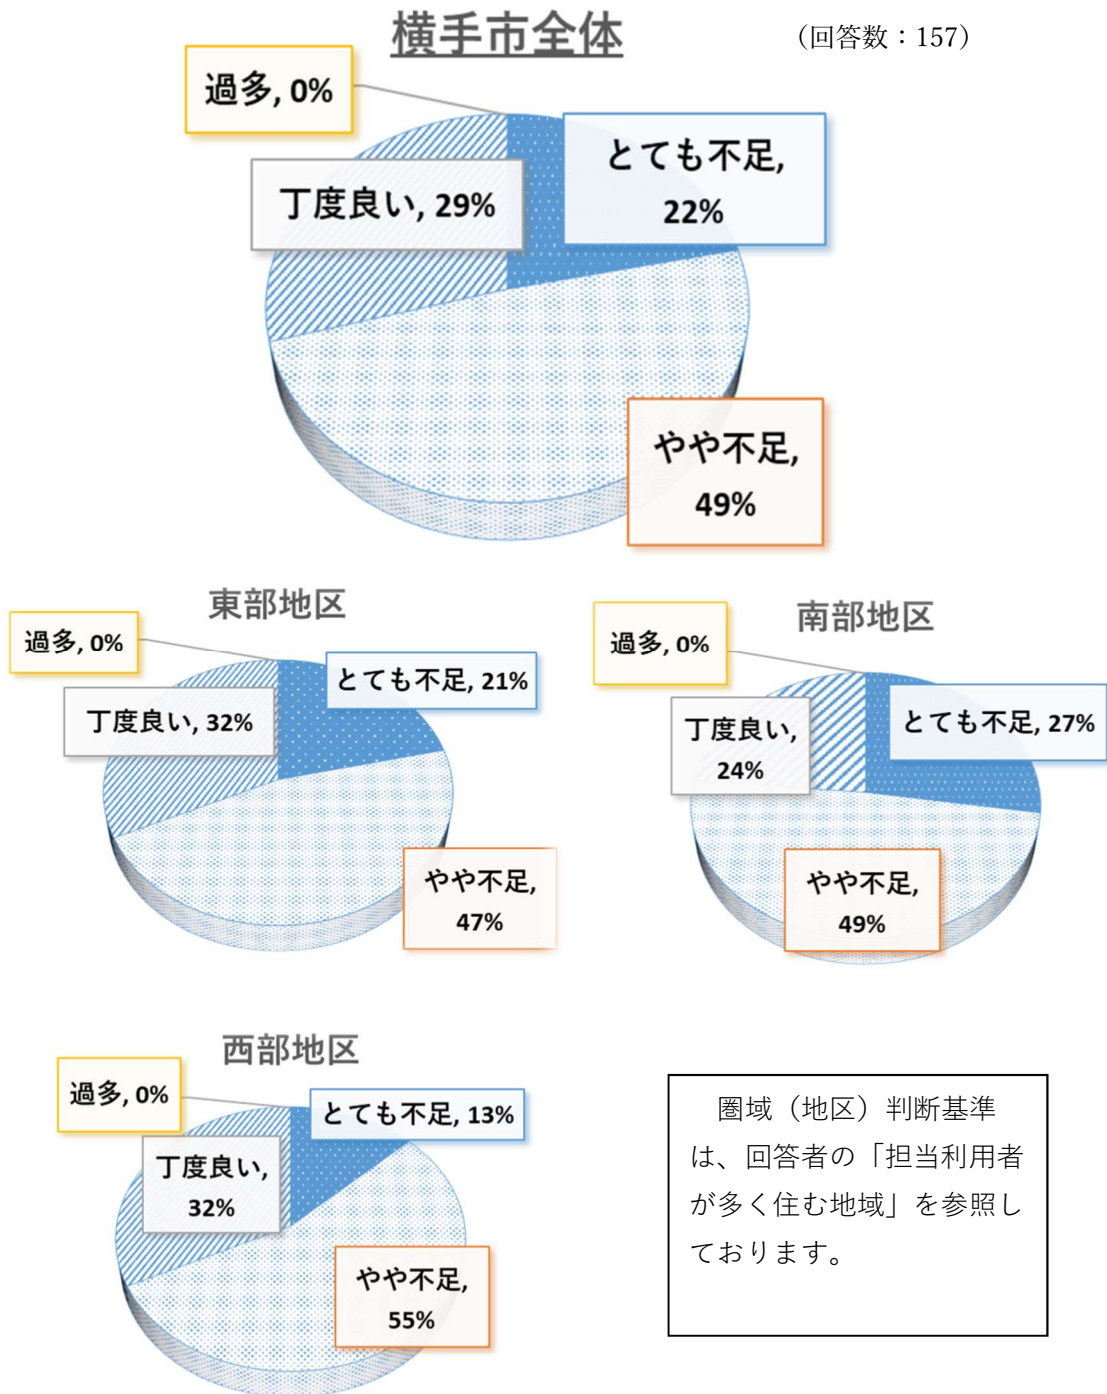 横手市全体
（回答数：157）
過多, 0%
とても不足,
22%
丁度良い, 29%
やや不足,
49%
東部地区
過多, 0%
とても不足, 21%
丁度良い, 32%
やや不足,
47%
南部地区
過多, 0%
とても不足, 27%
丁度良い,
24%
やや不足,
49%
西部地区
過多, 0%
とても不足, 13%
丁度良い,
32%
やや不足,
55%
圏域（地区）判断基準
は、回答者の「担当利用者
が多く住む地域」を参照し
ております。